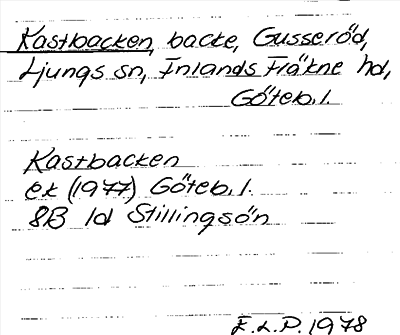 Kastbacken, backe, Gusseröd,
Ljungs sn, Inlands Fräkne hd,
Göteb. l.
Kastbacken
ek (1977) Göteb. l.
8B 1d Stillingsön
E.L.P. 1978